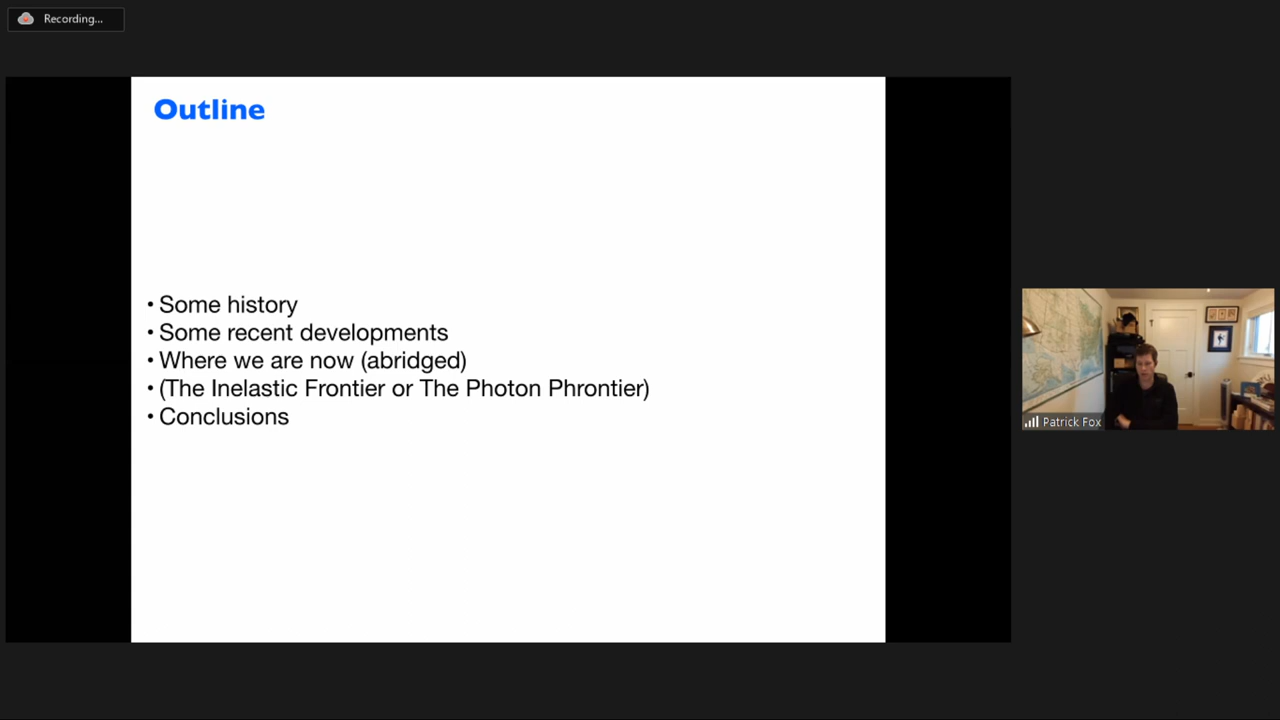 Recording...
Outline
• Some history
• Some recent developments
• Where we are now (abridged)
• (The Inelastic Frontier or The Photon Phrontier)
• Conclusions
Patrick Fox